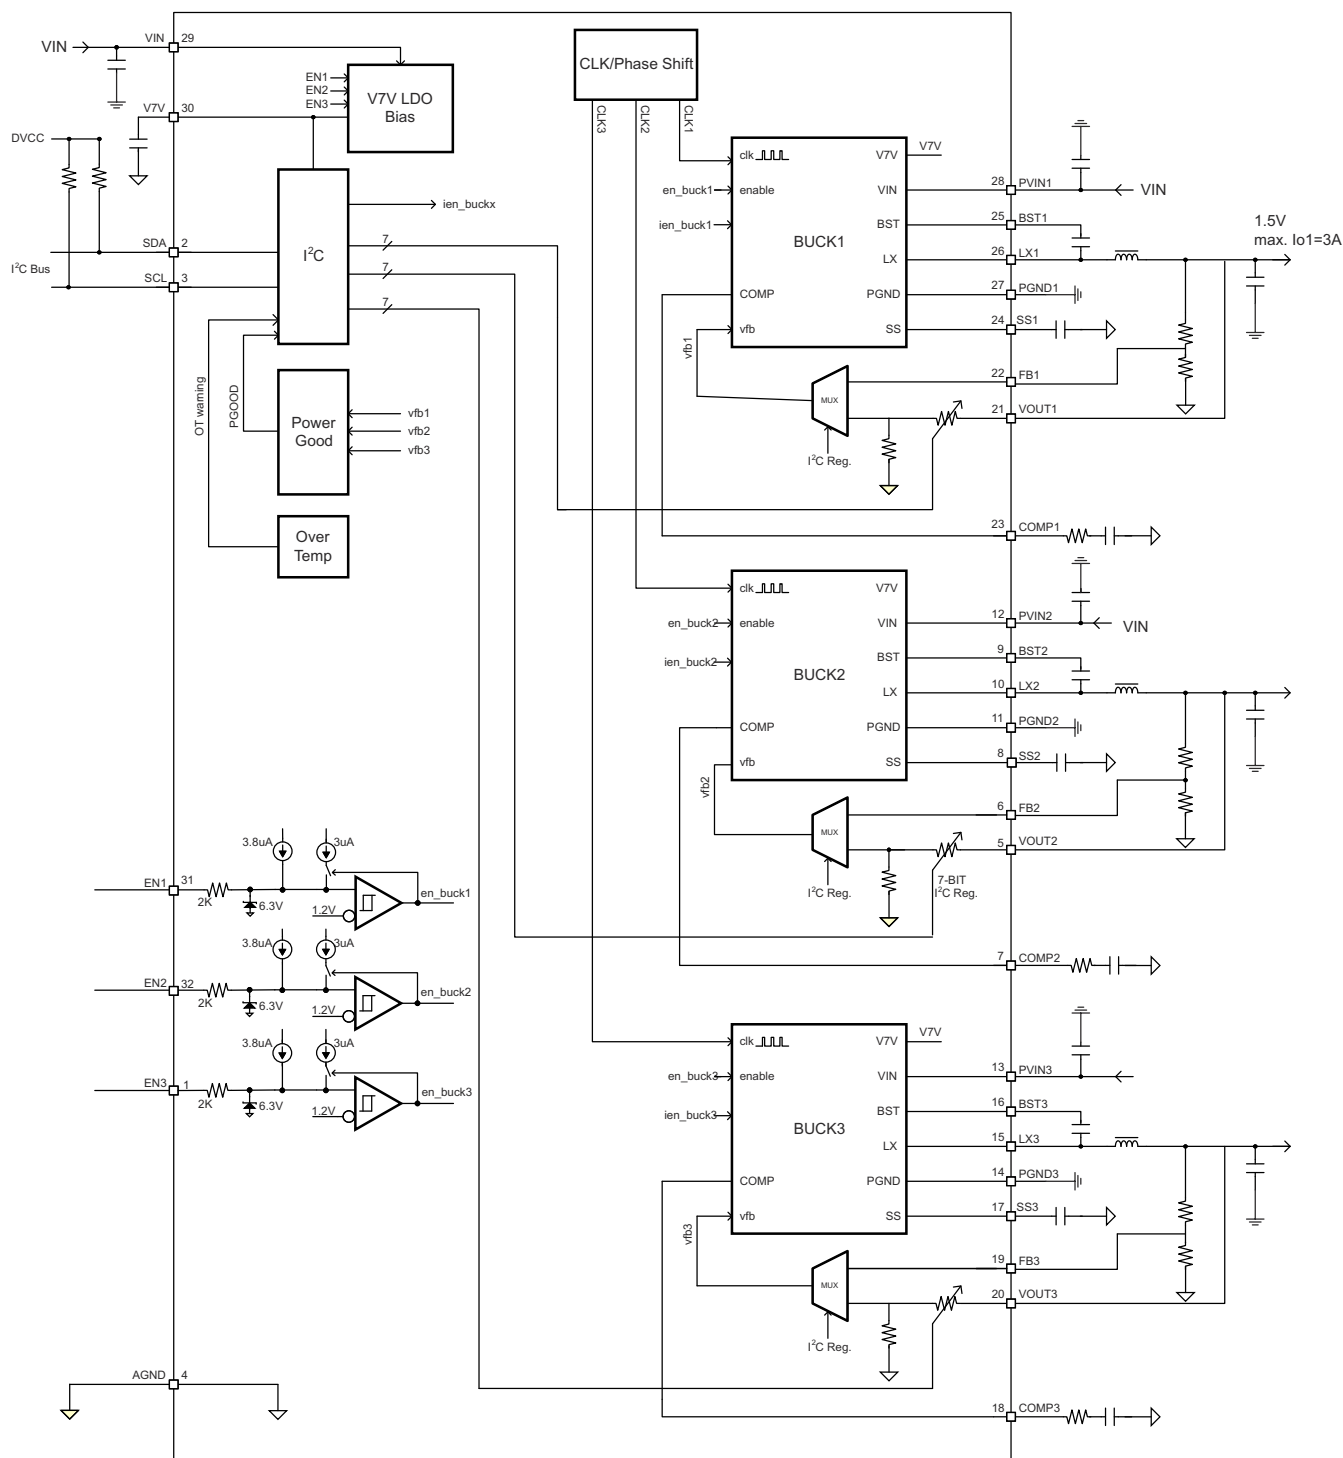 VIN
VIN
29
EN1
EN2
EN3
V7V LDO
Bias
V7V
30
DVCC
I2C
ien_buckx
7
7
7
SDA
2
I2C Bus
SCL
3
OT warning
PGOOD
Power
Good
vfb1
vfb2
vfb3
Over
Temp
CLK/Phase Shift
CLK3
CLK2
CLK1
clk
V7V
V7V
en_buck1
enable
VIN
28
PVIN1
VIN
ien_buck1
BST
25
BST1
BUCK1
1.5V
max. Io1=3A
LX
26
LX1
COMP
PGND
27
PGND1
vfb
SS
24
SS1
vfb1
MUX
22
FB1
21
VOUT1
I2C Reg.
23
COMP1
clk
V7V
en_buck2
enable
VIN
12
PVIN2
VIN
ien_buck2
BST
9
BST2
BUCK2
LX
10
LX2
COMP
PGND
11
PGND2
vfb
SS
8
SS2
vfb2
MUX
6
FB2
5
VOUT2
7-BIT
I2C Reg.
I2C Reg.
7
COMP2
3.8uA
3uA
EN1
31
2K
6.3V
1.2V
en_buck1
3.8uA
3uA
EN2
32
2K
6.3V
1.2V
en_buck2
3.8uA
3uA
EN3
1
2K
6.3V
1.2V
en_buck3
clk
V7V
V7V
en_buck3
enable
VIN
13
PVIN3
ien_buck3
BST
16
BST3
BUCK3
LX
15
LX3
COMP
PGND
14
PGND3
vfb
SS
17
SS3
vfb3
MUX
19
FB3
20
VOUT3
I2C Reg.
AGND
4
18
COMP3